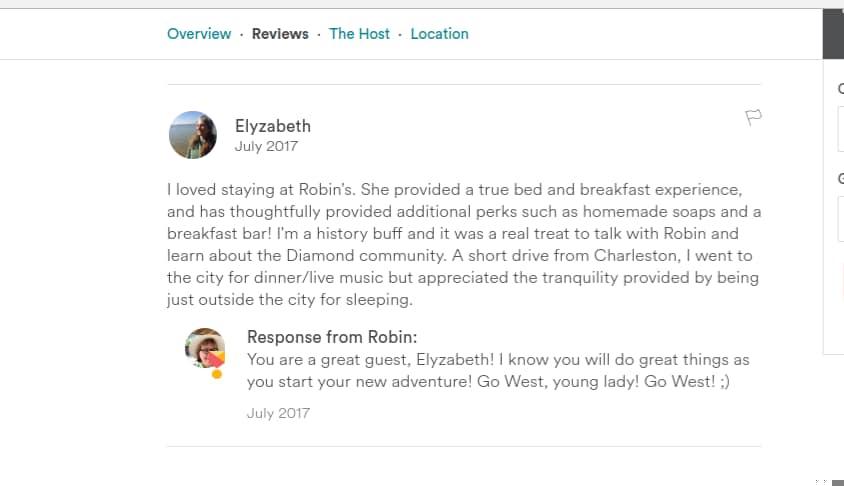 Overview · Reviews · The Host · Location
Elyzabeth
July 2017
I loved staying at Robin's. She provided a true bed and breakfast experience,
and has thoughtfully provided additional perks such as homemade soaps and a
breakfast bar! I'm a history buff and it was a real treat to talk with Robin and
learn about the Diamond community. A short drive from Charleston, I went to
the city for dinner/live music but appreciated the tranquility provided by being
just outside the city for sleeping.
Response from Robin:
You are a great guest, Elyzabeth! I know you will do great things as
you start your new adventure! Go West, young lady! Go West! ;)
July 2017